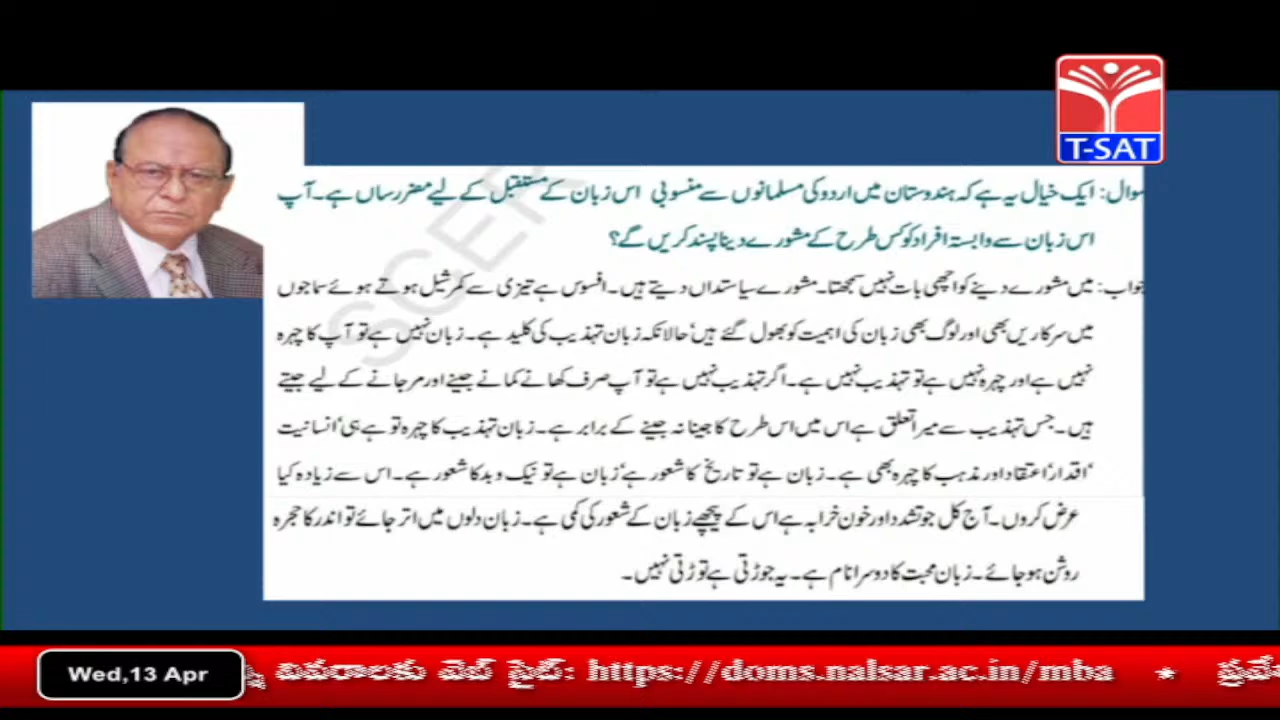 T-SAT
SCER
سوال: ایک خیال یہ ہے کہ ہندوستان میں اردو کی مسلمانوں سے منسوبی اس زبان کے مستقبل کے لیے مضر رساں ہے۔ آپ
اس زبان سے وابستہ افراد کو کس طرح کے مشورے دینا پسند کریں گے؟
جواب: میں مشورے دینے کو اچھی بات نہیں سمجھتا۔ مشورے سیاستداں دیتے ہیں۔ افسوس ہے تیزی سے کمرشیل ہوتے ہوئے سماجوں
میں سرکاریں بھی اور لوگ بھی زبان کی اہمیت کو بھول گئے ہیں' حالانکہ زبان تہذیب کی کلید ہے۔ زبان نہیں ہے تو آپ کا چہرہ
نہیں ہے اور چہرہ نہیں ہے تو تہذیب نہیں ہے۔ اگر تہذیب نہیں ہے تو آپ صرف کھانے کمانے جینے اور مر جانے کے لیے جیتے
ہیں۔ جس تہذیب سے میرا تعلق ہے اس میں اس طرح کا جینا نہ جینے کے برابر ہے۔ زبان تہذیب کا چہرہ تو ہے ہی' انسانیت
'اقدار' اعتقاد اور مذہب کا چہرہ بھی ہے۔ زبان ہے تو تاریخ کا شعور ہے' زبان ہے تو نیک و بد کا شعور ہے۔ اس سے زیادہ کیا
عرض کروں۔ آج کل جو تشدد اور خون خرابہ ہے اس کے پیچھے زبان کے شعور کی کمی ہے۔ زبان دلوں میں اتر جائے تو اندر کا حجرہ
روشن ہو جائے۔ زبان محبت کا دوسرا نام ہے۔ یہ جوڑتی ہے توڑتی نہیں۔
Wed,13 Apr వివరాలకు వెబ్ సైట్: https://doms.nalsar.ac.in/mba ★